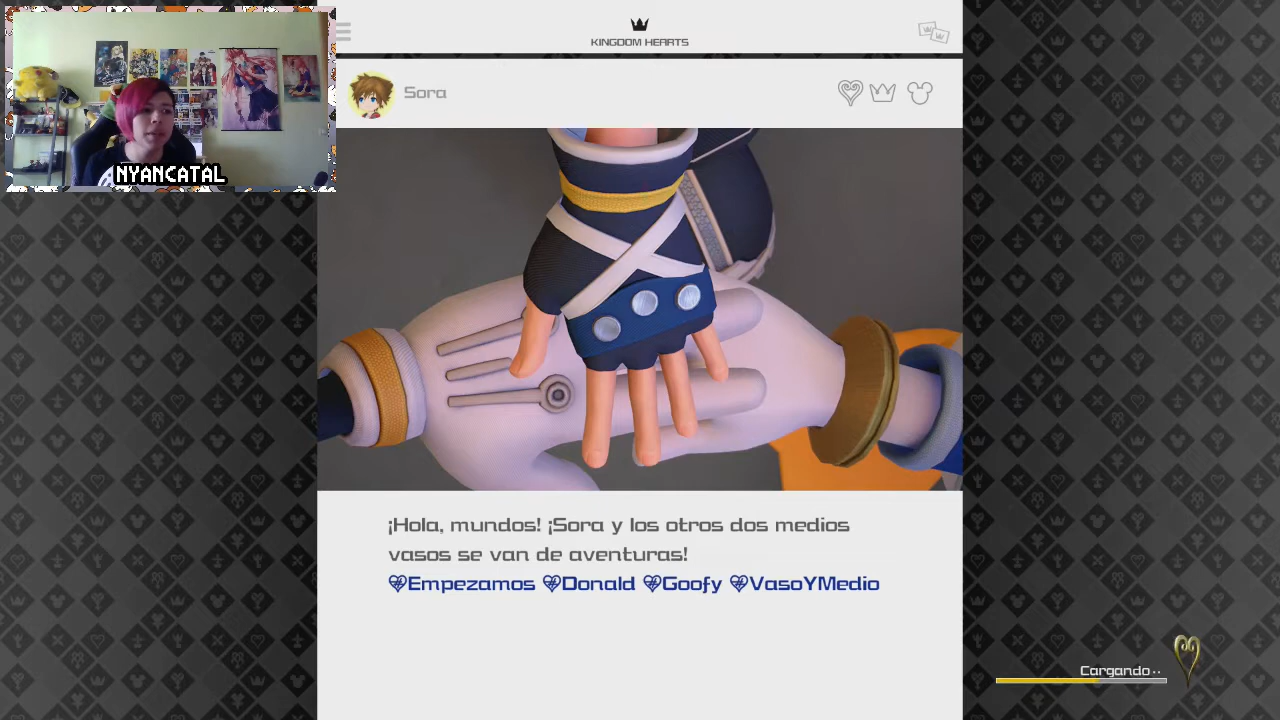 KINGDOM HEARTS
Sora
NYANCATAL
¡Hola, mundos! ¡Sora y los otros dos medios
vasos se van de aventuras!
Empezamos Donald Goofy VasoYMedio
Cargando..